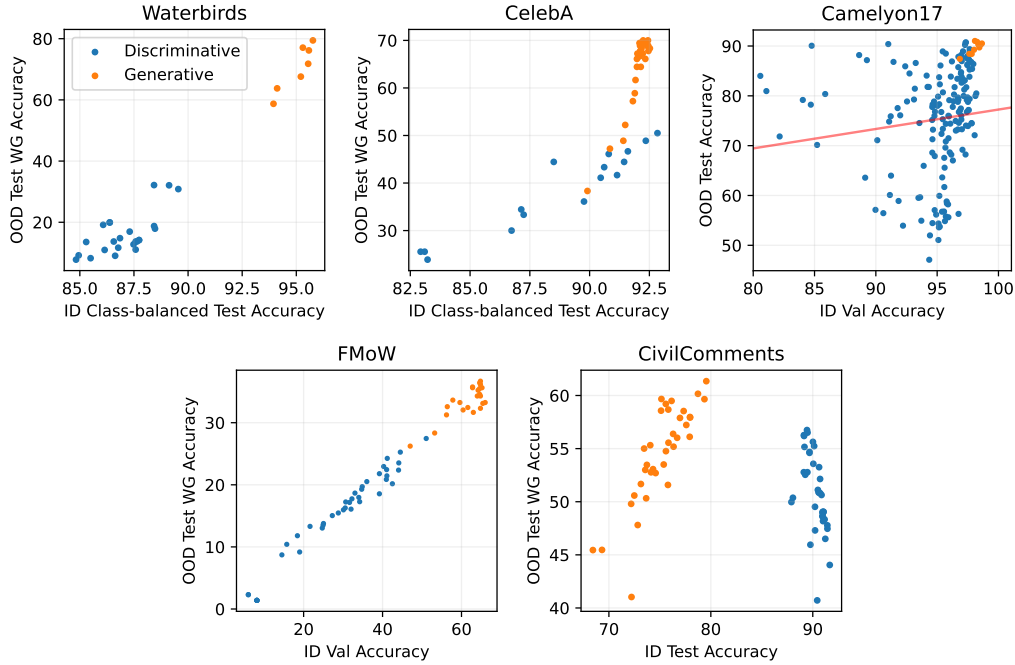 Waterbirds
80
60
40
20
85.0 87.5 90.0 92.5 95.0
OOD Test WG Accuracy
ID Class-balanced Test Accuracy
Discriminative
Generative
CelebA
70
60
50
40
30
82.5 85.0 87.5 90.0 92.5
OOD Test WG Accuracy
ID Class-balanced Test Accuracy
Camelyon17
90
80
70
60
50
80 85 90 95 100
OOD Test Accuracy
ID Val Accuracy
FMoW
30
20
10
0
20 40 60
OOD Test WG Accuracy
ID Val Accuracy
CivilComments
60
55
50
45
40
70 80 90
OOD Test WG Accuracy
ID Test Accuracy